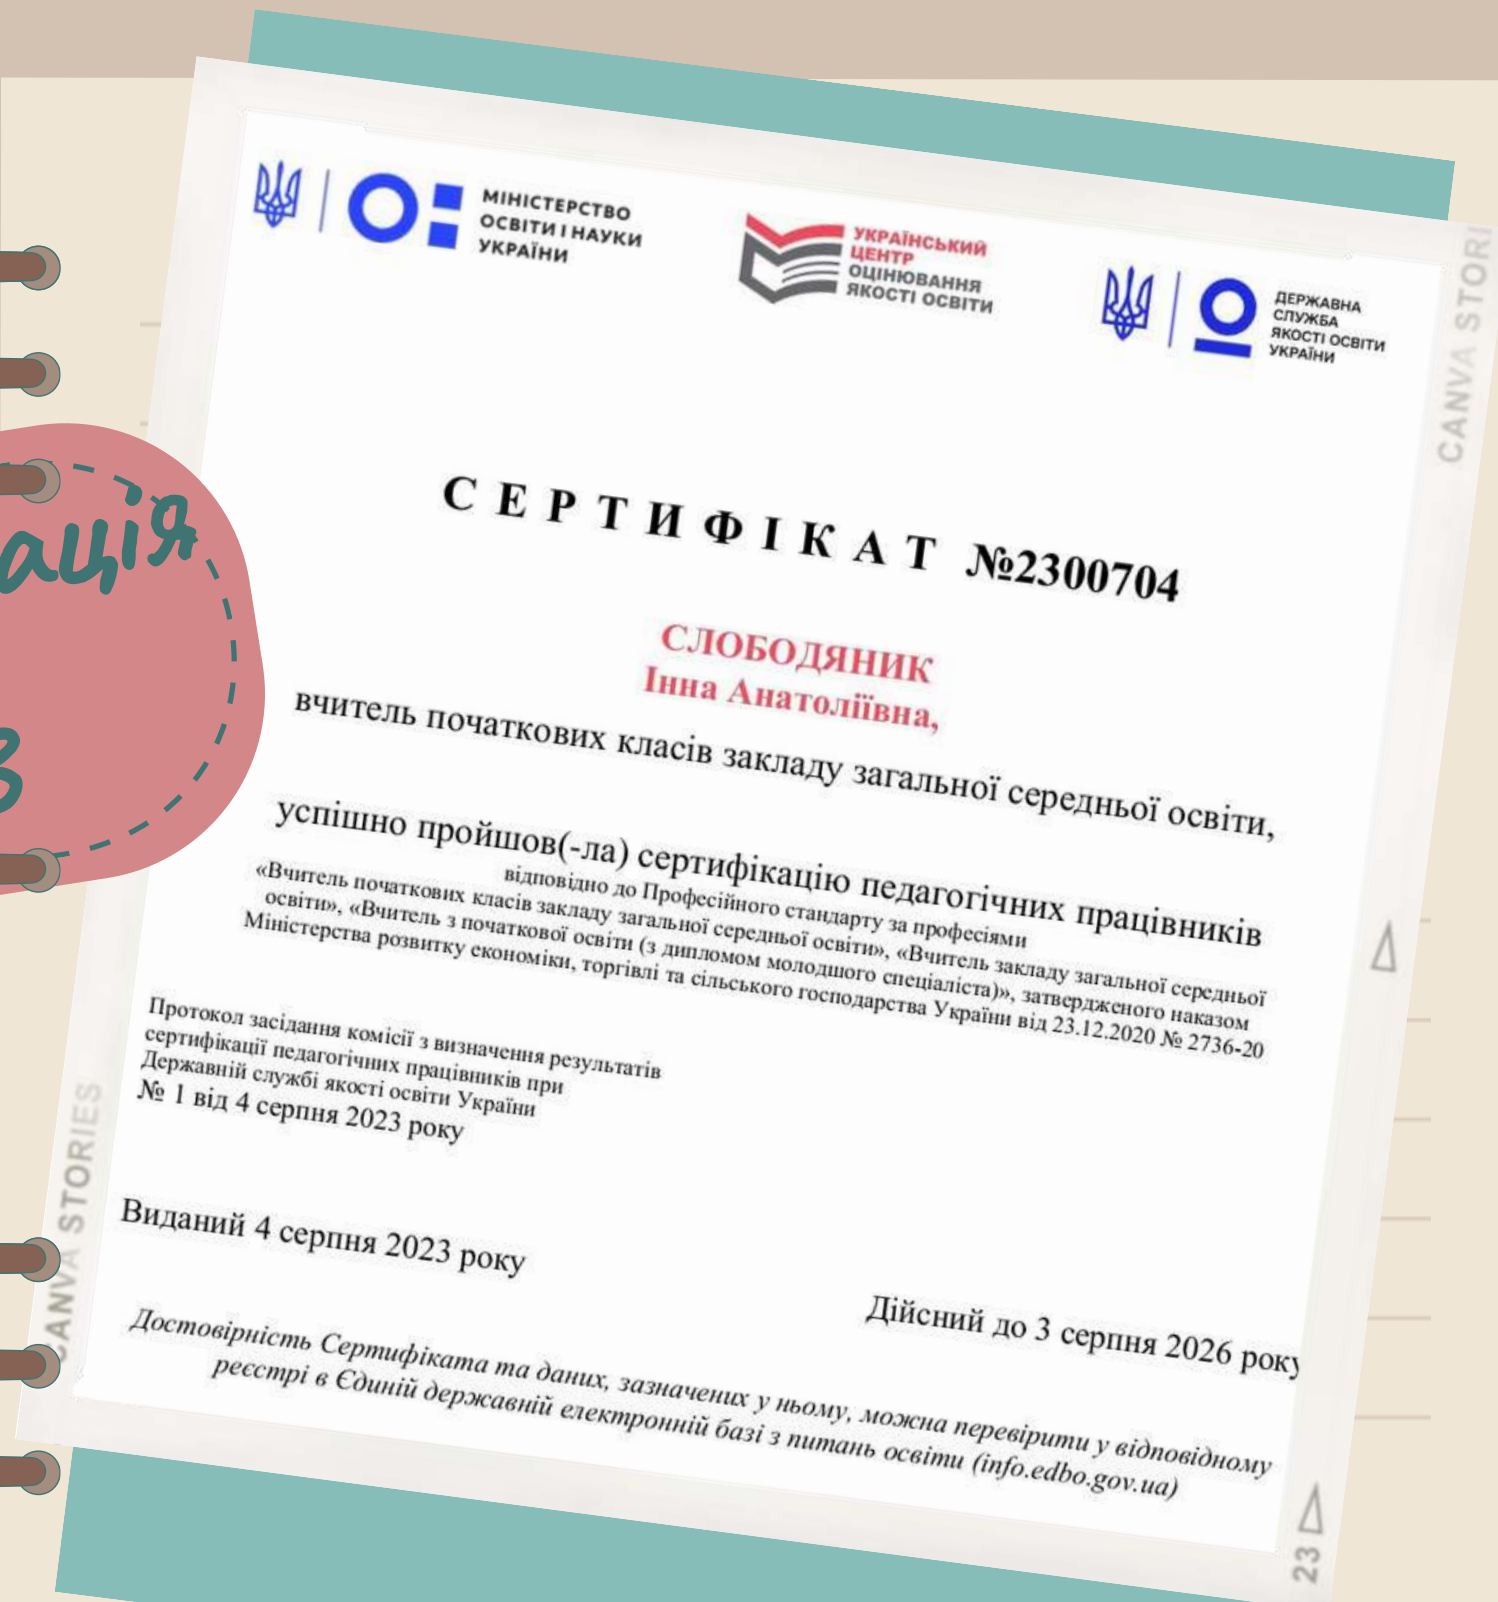 МІНІСТЕРСТВО
ОСВІТИ І НАУКИ
УКРАЇНИ
УКРАЇНСЬКИЙ
ЦЕНТР
ОЦІНЮВАННЯ
ЯКОСТІ ОСВІТИ
ДЕРЖАВНА
СЛУЖБА
ЯКОСТІ ОСВІТИ
УКРАЇНИ
CANVA STORI
ація
СЕРТИФІКАТ №2300704
СЛОБОДЯНИК
Інна Анатоліївна,
вчитель початкових класів закладу загальної середньої освіти,
успішно пройшов(-ла) сертифікацію педагогічних працівників
відповідно до Професійного стандарту за професіями
«Вчитель початкових класів закладу загальної середньої освіти», «Вчитель закладу загальної середньої
освіти», «Вчитель з початкової освіти (з дипломом молодшого спеціаліста)», затвердженого наказом
Міністерства розвитку економіки, торгівлі та сільського господарства України від 23.12.2020 № 2736-20
Протокол засідання комісії з визначення результатів
сертифікації педагогічних працівників при
Державній службі якості освіти України
№ 1 від 4 серпня 2023 року
Виданий 4 серпня 2023 року
Дійсний до 3 серпня 2026 року
Достовірність Сертифіката та даних, зазначених у ньому, можна перевірити у відповідному
реєстрі в Єдиній державній електронній базі з питань освіти (info.edbo.gov.ua)
CANVA STORIES
23